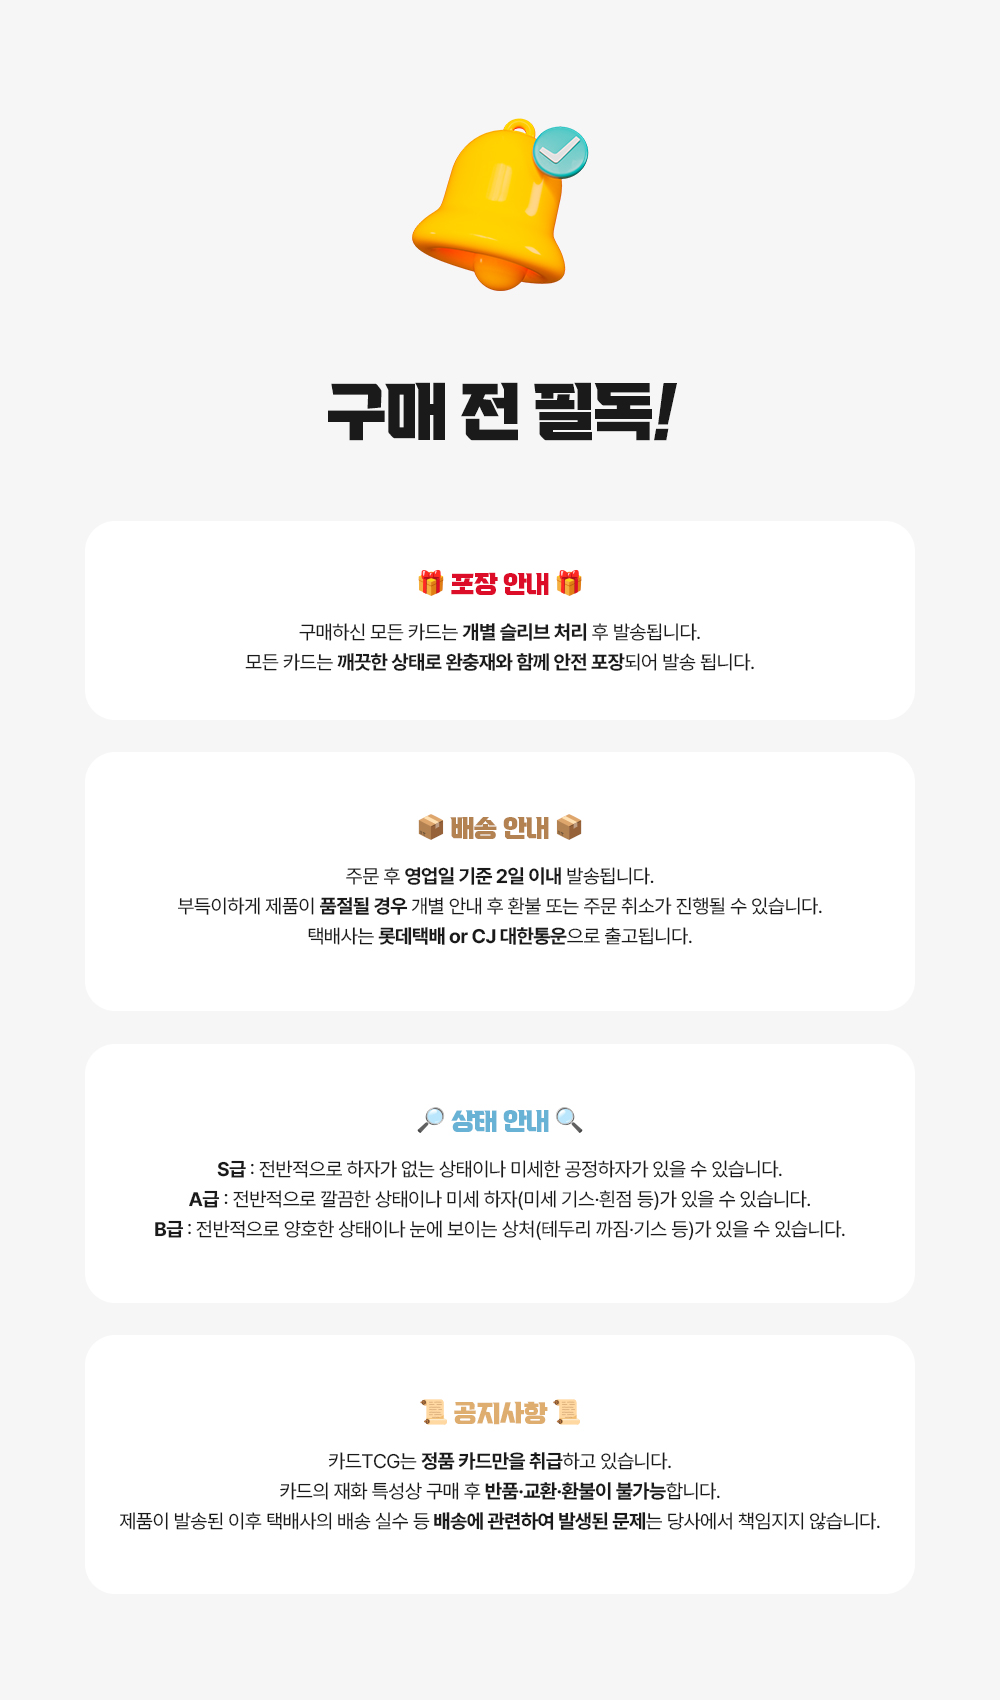 구매 전 필독!
포장 안내
구매하신 모든 카드는 개별 슬리브 처리 후 발송됩니다.
모든 카드는 깨끗한 상태로 완충재와 함께 안전 포장되어 발송 됩니다.
배송 안내
주문 후 영업일 기준 2일 이내 발송됩니다.
부득이하게 제품이 품절될 경우 개별 안내 후 환불 또는 주문 취소가 진행될 수 있습니다.
택배사는 롯데택배 or CJ 대한통운으로 출고됩니다.
상태 안내
S급 : 전반적으로 하자가 없는 상태이나 미세한 공정하자가 있을 수 있습니다.
A급 : 전반적으로 깔끔한 상태이나 미세 하자(미세 기스·흰점 등)가 있을 수 있습니다.
B급 : 전반적으로 양호한 상태이나 눈에 보이는 상처(테두리 까짐·기스 등)가 있을 수 있습니다.
공지사항
카드TCG는 정품 카드만을 취급하고 있습니다.
카드의 재화 특성상 구매 후 반품·교환·환불이 불가능합니다.
제품이 발송된 이후 택배사의 배송 실수 등 배송에 관련하여 발생된 문제는 당사에서 책임지지 않습니다.